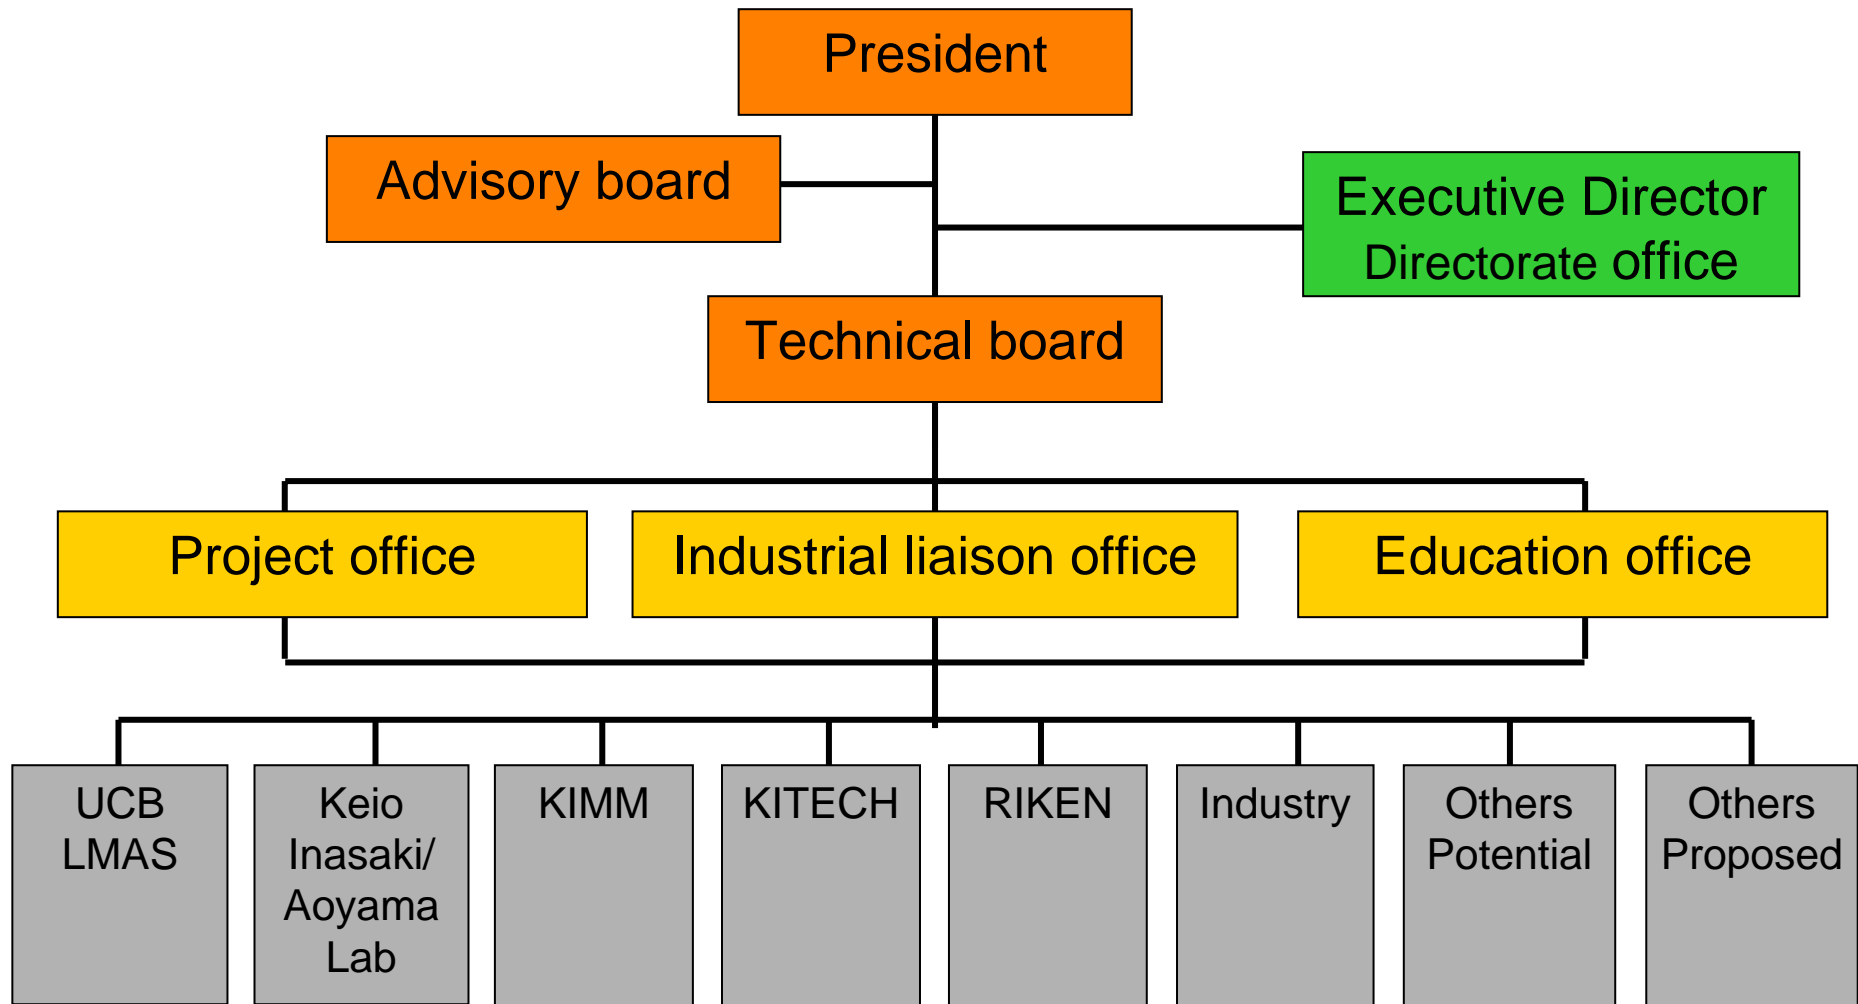 President
Advisory board
Executive Director
Directorate office
Technical board
Project office
Industrial liaison office
Education office
UCB
LMAS
Keio
Inasaki/
Aoyama
Lab
KIMM
KITECH
RIKEN
Industry
Others
Potential
Others
Proposed